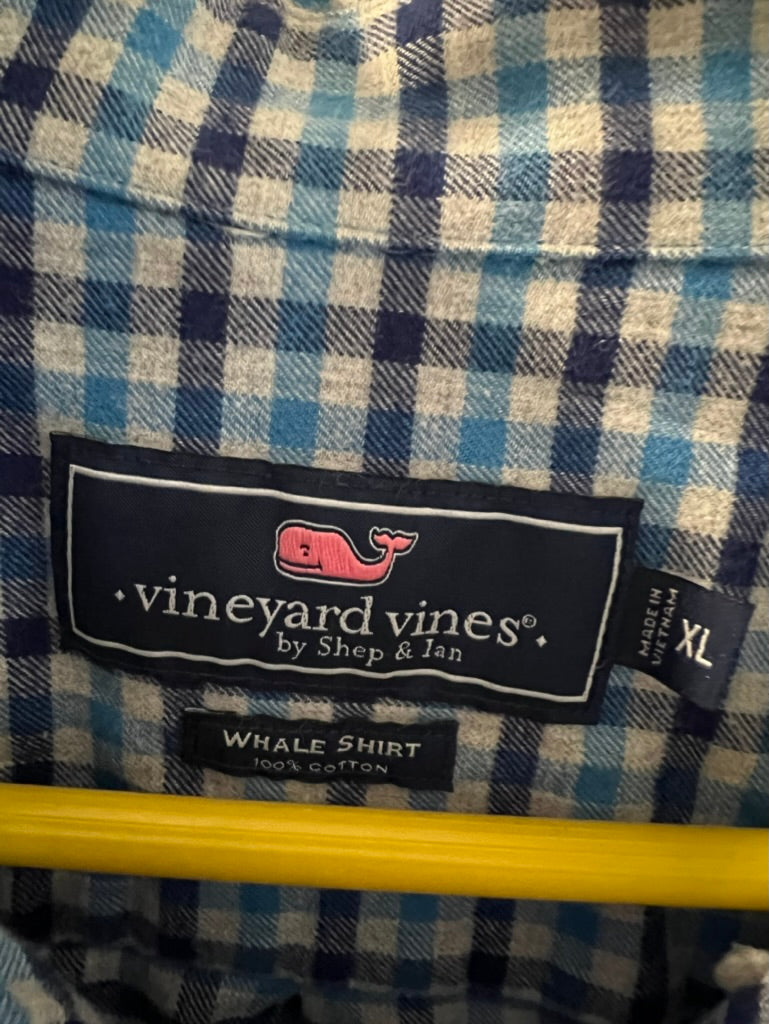 vineyard vines®
by Shep & Ian
MADE IN
VIETNAM
XL
WHALE SHIRT
100% COTTON